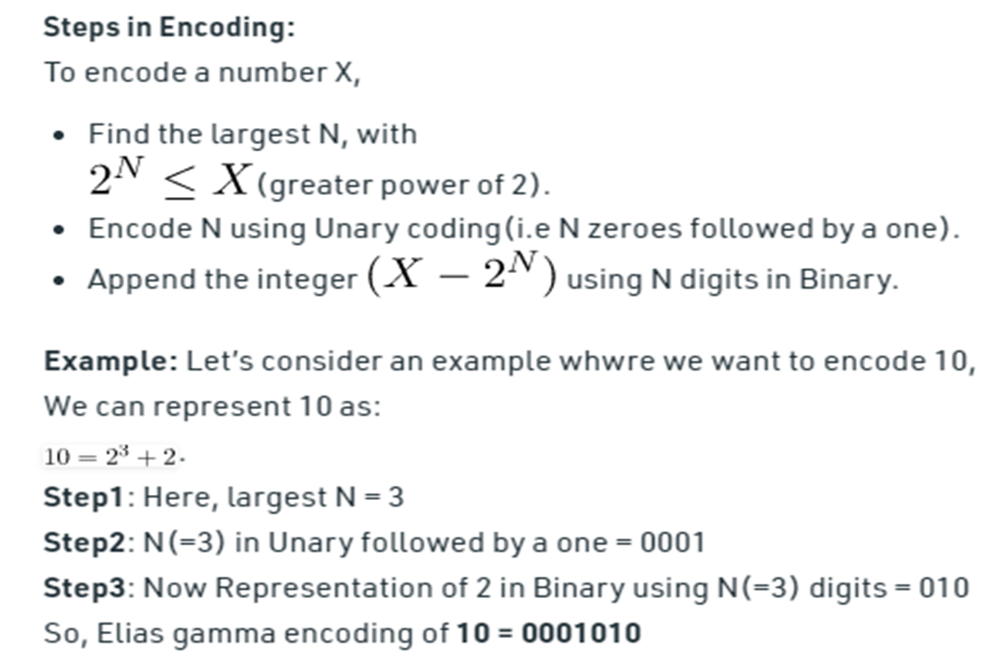 Steps in Encoding:
To encode a number X,
• Find the largest N, with
2^N ≤ X (greater power of 2).
• Encode N using Unary coding(i.e N zeroes followed by a one).
• Append the integer (X − 2^N) using N digits in Binary.
Example: Let's consider an example whwre we want to encode 10,
We can represent 10 as:
10 = 2^3 + 2.
Step1: Here, largest N = 3
Step2: N(=3) in Unary followed by a one = 0001
Step3: Now Representation of 2 in Binary using N(=3) digits = 010
So, Elias gamma encoding of 10 = 0001010